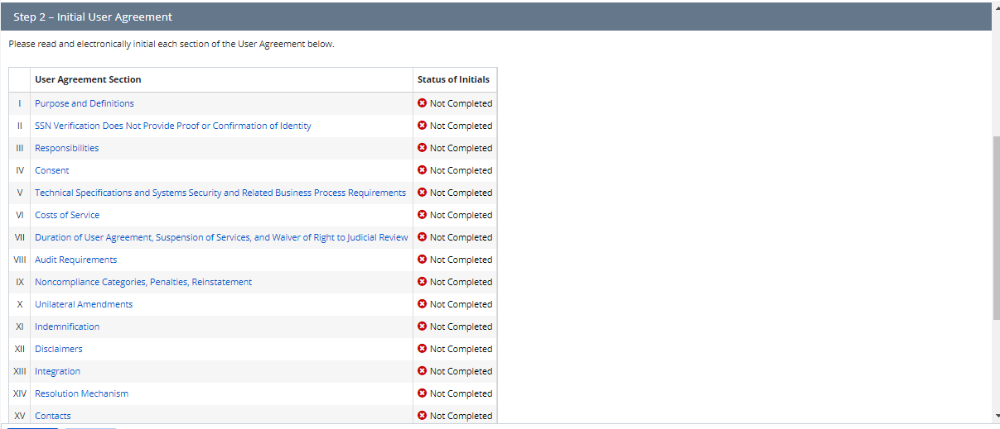 Step 2 – Initial User Agreement
Please read and electronically initial each section of the User Agreement below.
User Agreement Section Status of Initials
I Purpose and Definitions Not Completed
II SSN Verification Does Not Provide Proof or Confirmation of Identity Not Completed
III Responsibilities Not Completed
IV Consent Not Completed
V Technical Specifications and Systems Security and Related Business Process Requirements Not Completed
VI Costs of Service Not Completed
VII Duration of User Agreement, Suspension of Services, and Waiver of Right to Judicial Review Not Completed
VIII Audit Requirements Not Completed
IX Noncompliance Categories, Penalties, Reinstatement Not Completed
X Unilateral Amendments Not Completed
XI Indemnification Not Completed
XII Disclaimers Not Completed
XIII Integration Not Completed
XIV Resolution Mechanism Not Completed
XV Contacts Not Completed